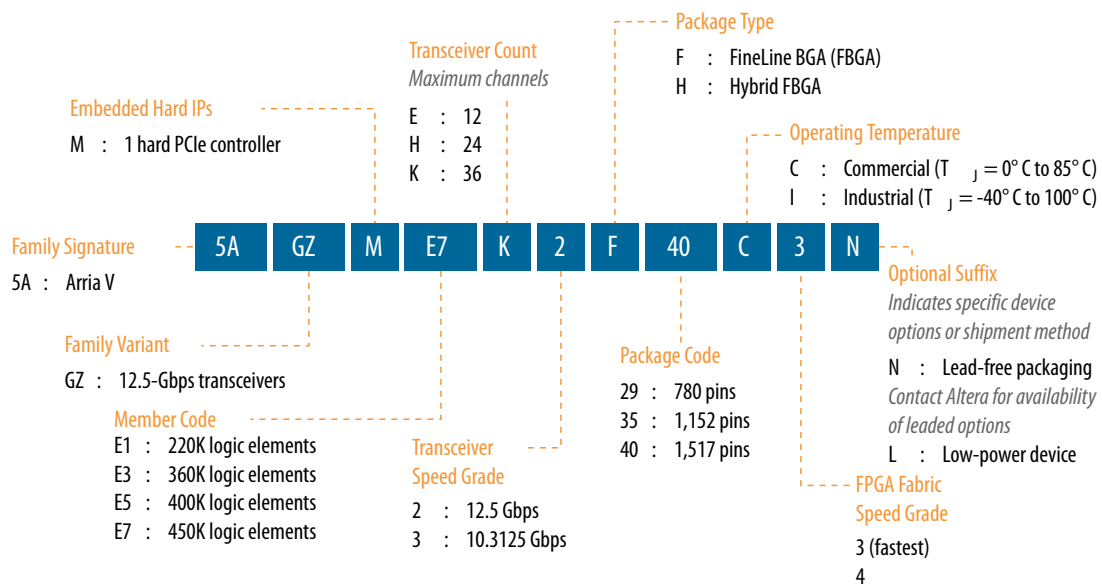 Package Type
F : FineLine BGA (FBGA)
H : Hybrid FBGA
Transceiver Count
Maximum channels
E : 12
H : 24
K : 36
Embedded Hard IPs
M : 1 hard PCIe controller
Operating Temperature
C : Commercial (T J = 0° C to 85° C)
I : Industrial (T J = -40° C to 100° C)
Family Signature
5A : Arria V
5A GZ M E7 K 2 F 40 C 3 N
Optional Suffix
Indicates specific device
options or shipment method
N : Lead-free packaging
Contact Altera for availability
of leaded options
L : Low-power device
Family Variant
GZ : 12.5-Gbps transceivers
Member Code
E1 : 220K logic elements
E3 : 360K logic elements
E5 : 400K logic elements
E7 : 450K logic elements
Transceiver
Speed Grade
2 : 12.5 Gbps
3 : 10.3125 Gbps
Package Code
29 : 780 pins
35 : 1,152 pins
40 : 1,517 pins
FPGA Fabric
Speed Grade
3 (fastest)
4